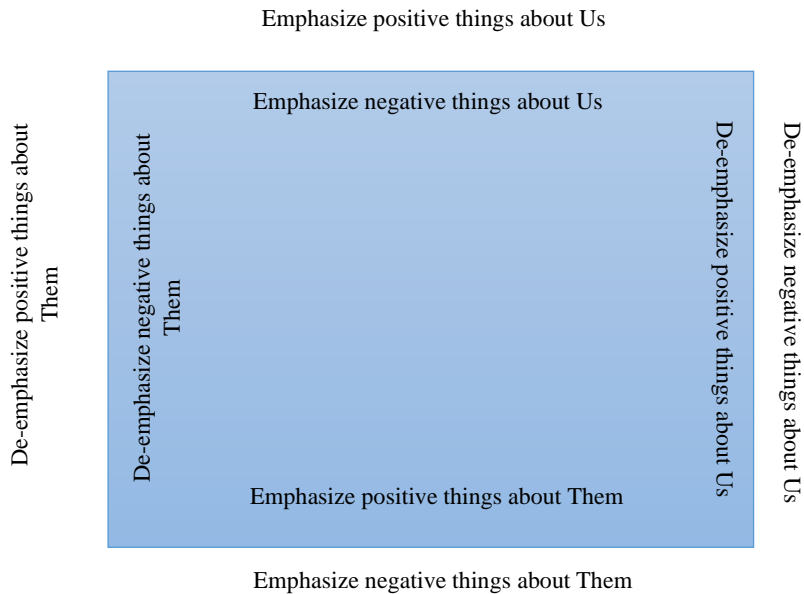 Emphasize positive things about Us
Emphasize negative things about Us
De-emphasize positive things about
Them
De-emphasize negative things about
Them
De-emphasize positive things about Us
De-emphasize negative things about Us
Emphasize positive things about Them
Emphasize negative things about Them